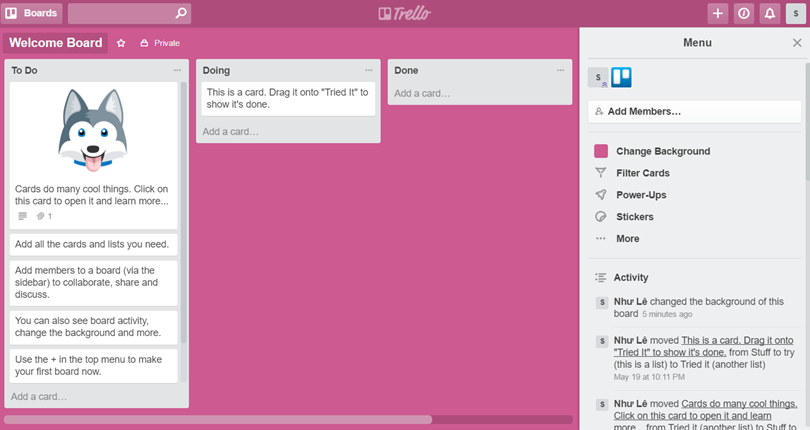 Boards
Trello
S
Welcome Board
Private
To Do
Cards do many cool things. Click on
this card to open it and learn more...
1
Add all the cards and lists you need.
Add members to a board (via the
sidebar) to collaborate, share and
discuss.
You can also see board activity,
change the background and more.
Use the + in the top menu to make
your first board now.
Add a card…
Doing
This is a card. Drag it onto "Tried It" to
show it's done.
Add a card…
Done
Add a card…
Menu
S
Add Members…
Change Background
Filter Cards
Power-Ups
Stickers
More
Activity
S
Như Lê changed the background of this
board 5 minutes ago
S
Như Lê moved This is a card. Drag it onto
"Tried It" to show it's done. from Stuff to try
(this is a list) to Tried it (another list)
May 19 at 10:11 PM
S
Như Lê moved Cards do many cool things.
Click on this card to open it and learn
more... from Tried it (another list) to Stuff to